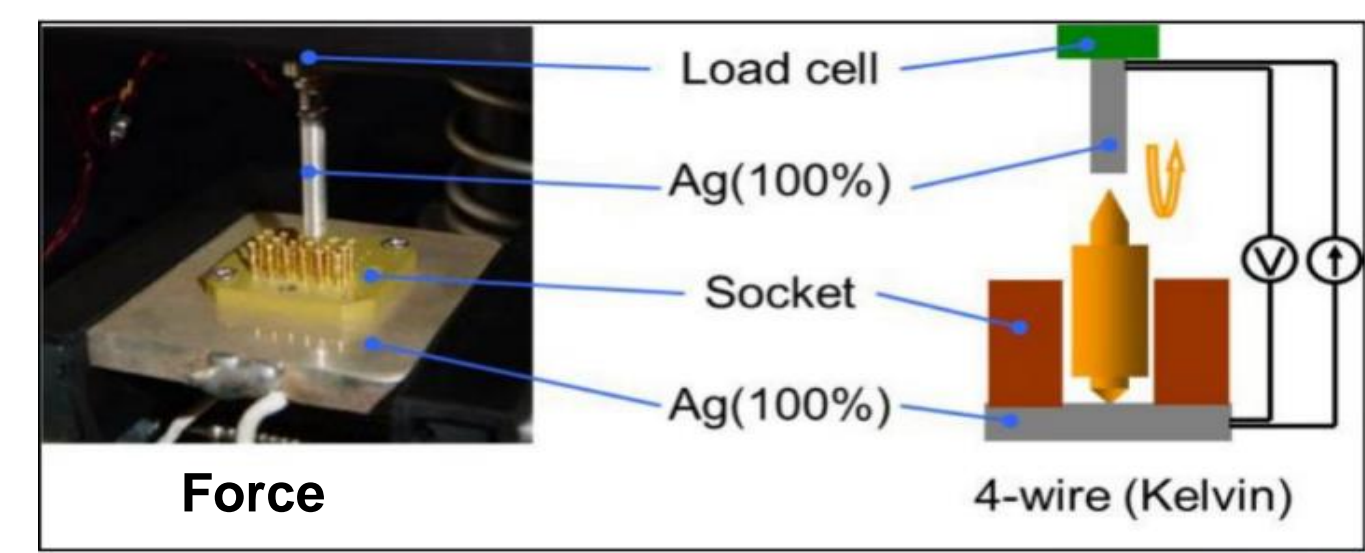 Load cell
Ag(100%)
Socket
Ag(100%)
V
Force
4-wire (Kelvin)